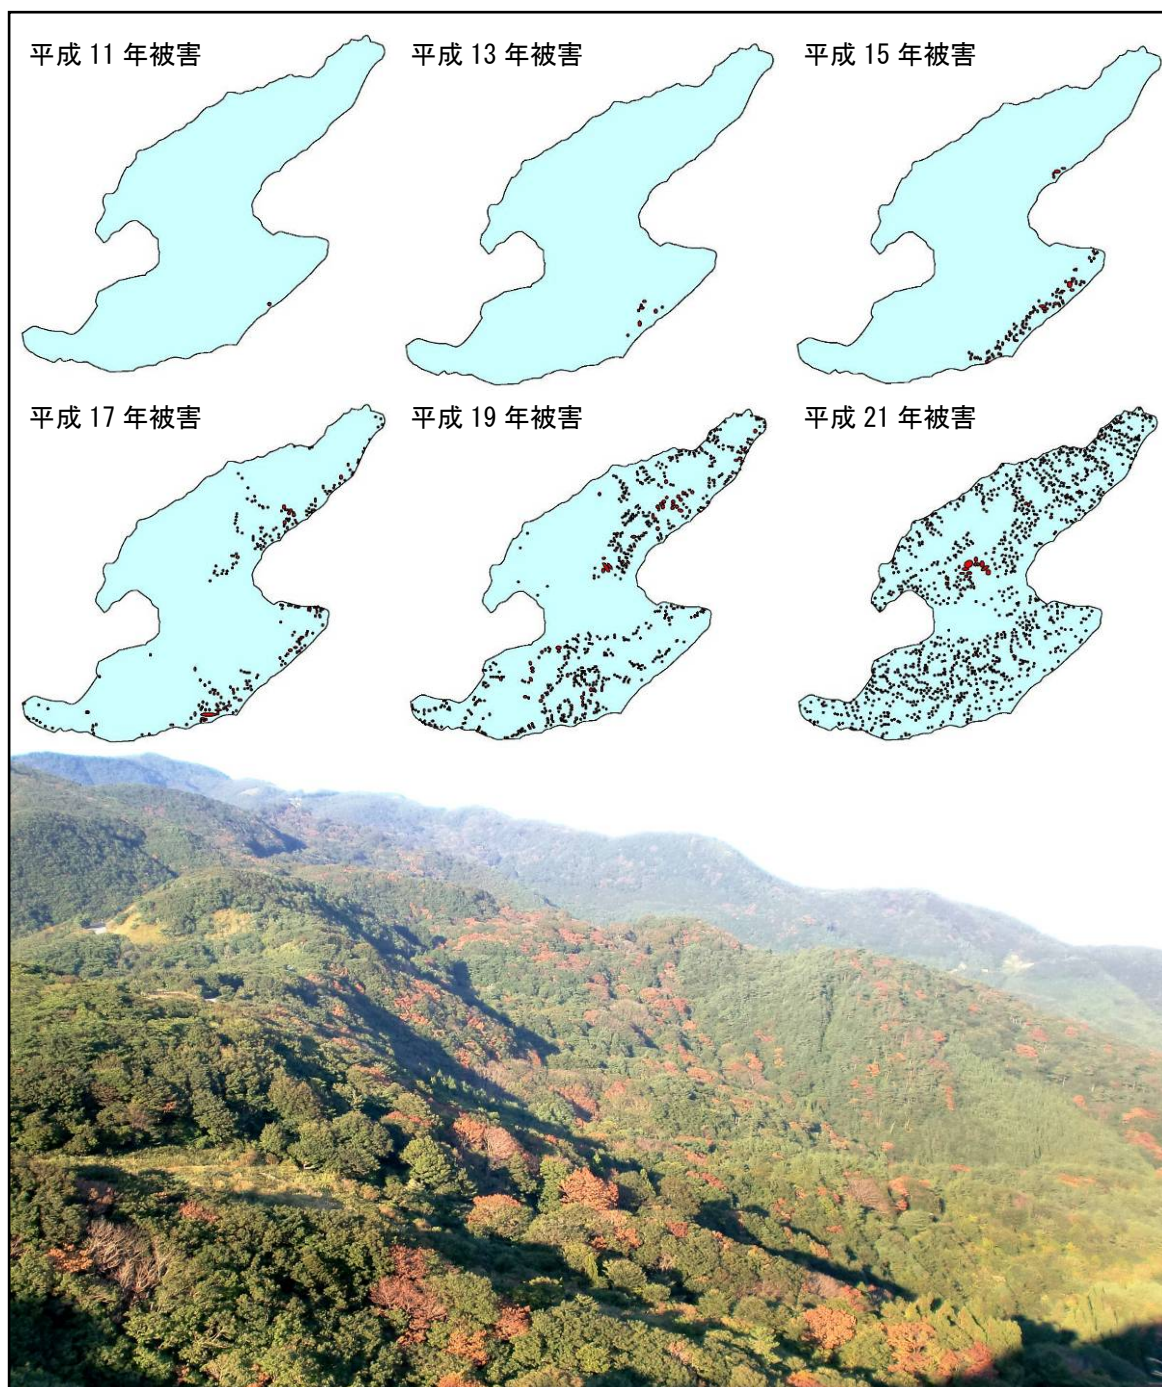 平成 11 年被害
平成 13 年被害
平成 15 年被害
平成 17 年被害
平成 19 年被害
平成 21 年被害